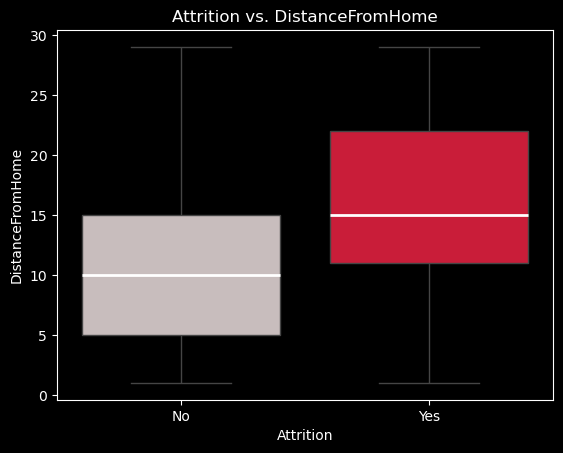 Attrition vs. DistanceFromHome
30
25
20
15
10
5
0
DistanceFromHome
No
Yes
Attrition